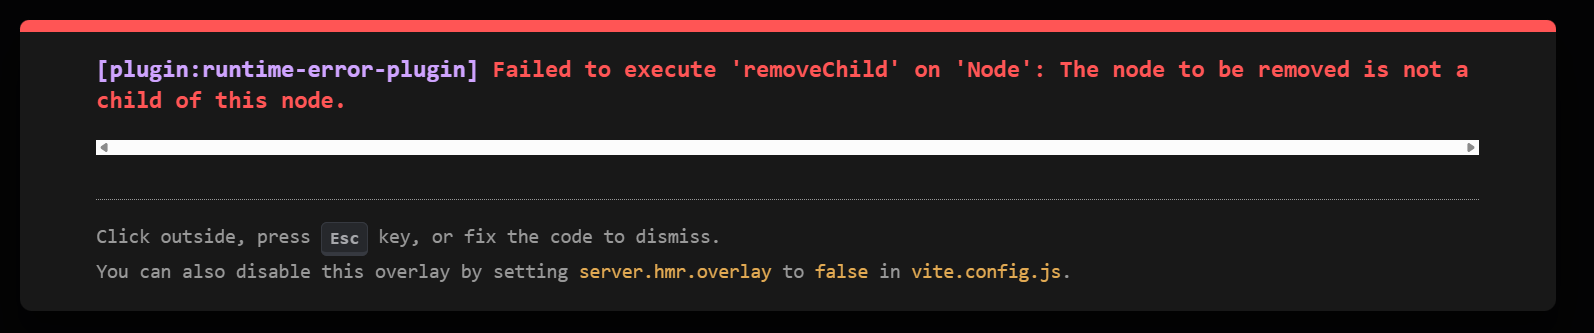 [plugin:runtime-error-plugin] Failed to execute 'removeChild' on 'Node': The node to be removed is not a
child of this node.
Click outside, press Esc key, or fix the code to dismiss.
You can also disable this overlay by setting server.hmr.overlay to false in vite.config.js.